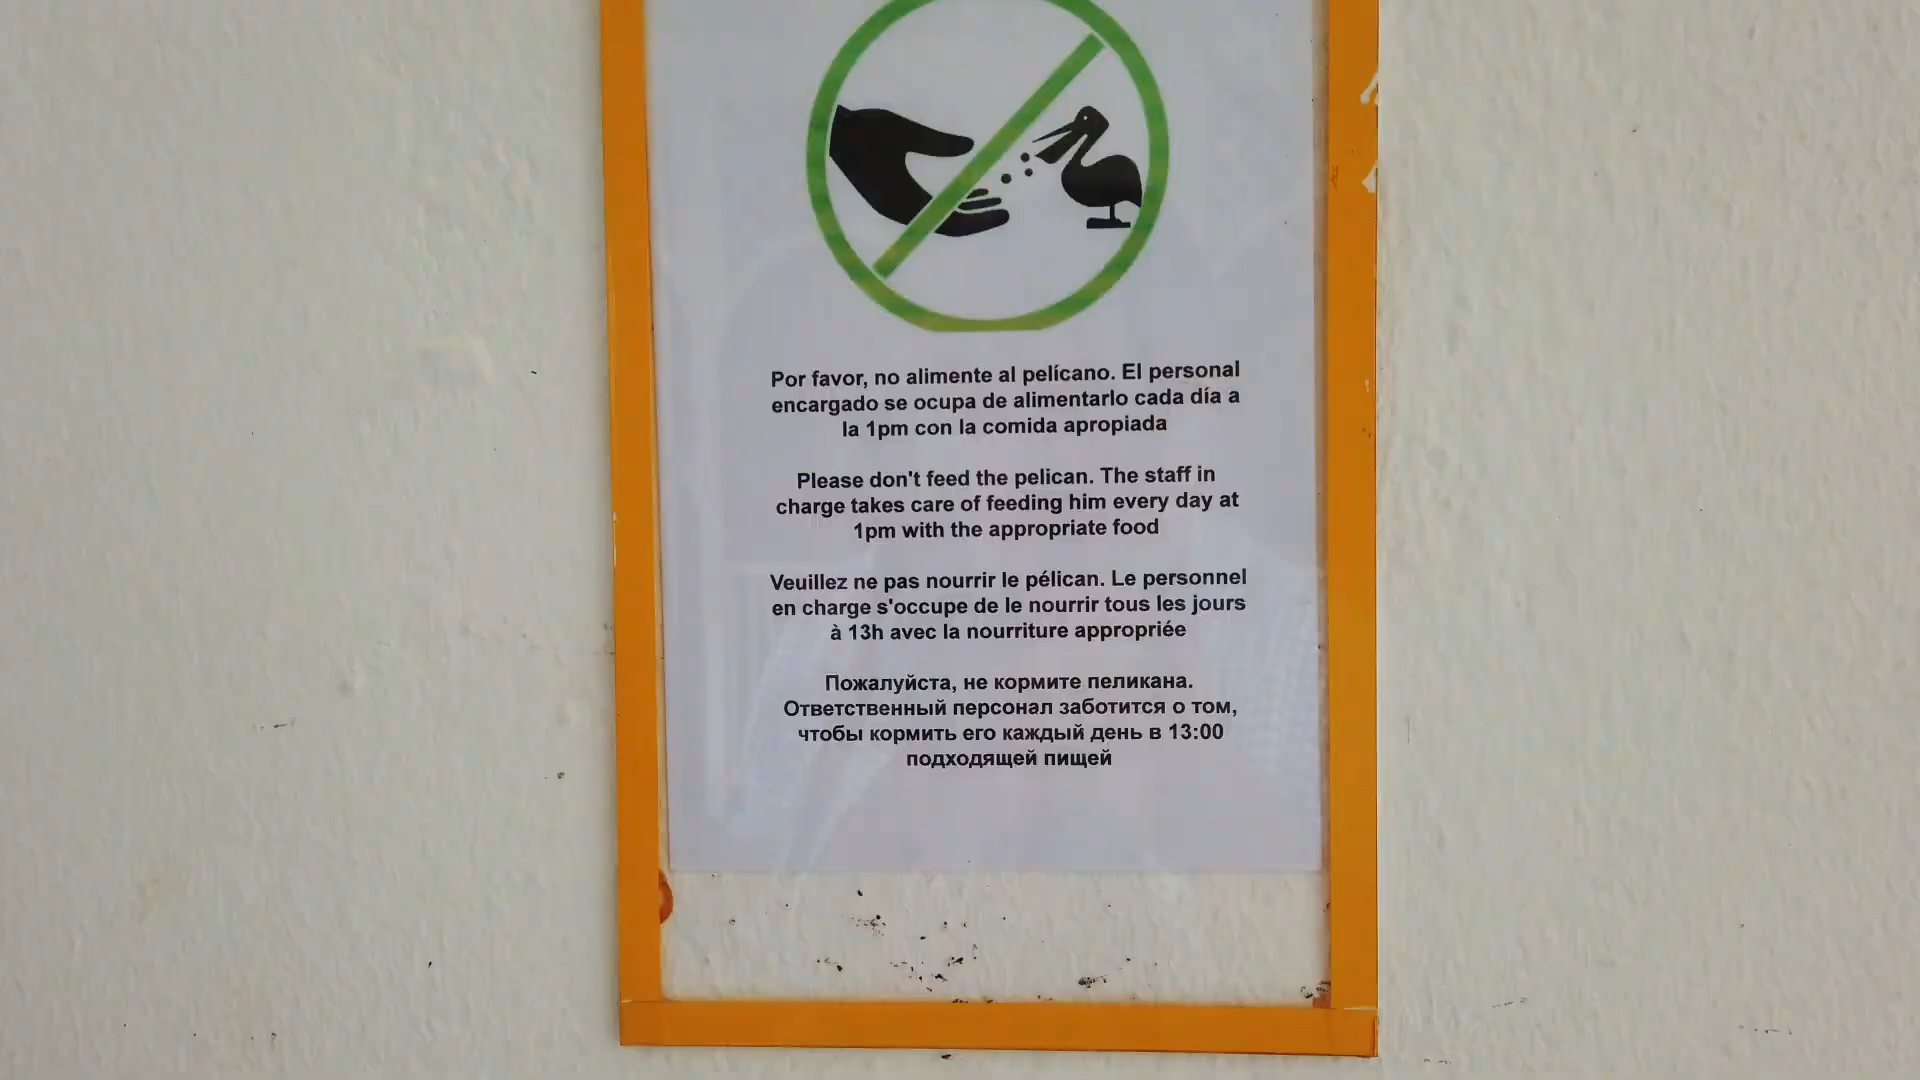 Por favor, no alimente al pelícano. El personal
encargado se ocupa de alimentarlo cada día a
la 1pm con la comida apropiada
Please don't feed the pelican. The staff in
charge takes care of feeding him every day at
1pm with the appropriate food
Veuillez ne pas nourrir le pélican. Le personnel
en charge s'occupe de le nourrir tous les jours
à 13h avec la nourriture appropriée
Пожалуйста, не кормите пеликана.
Ответственный персонал заботится о том,
чтобы кормить его каждый день в 13:00
подходящей пищей